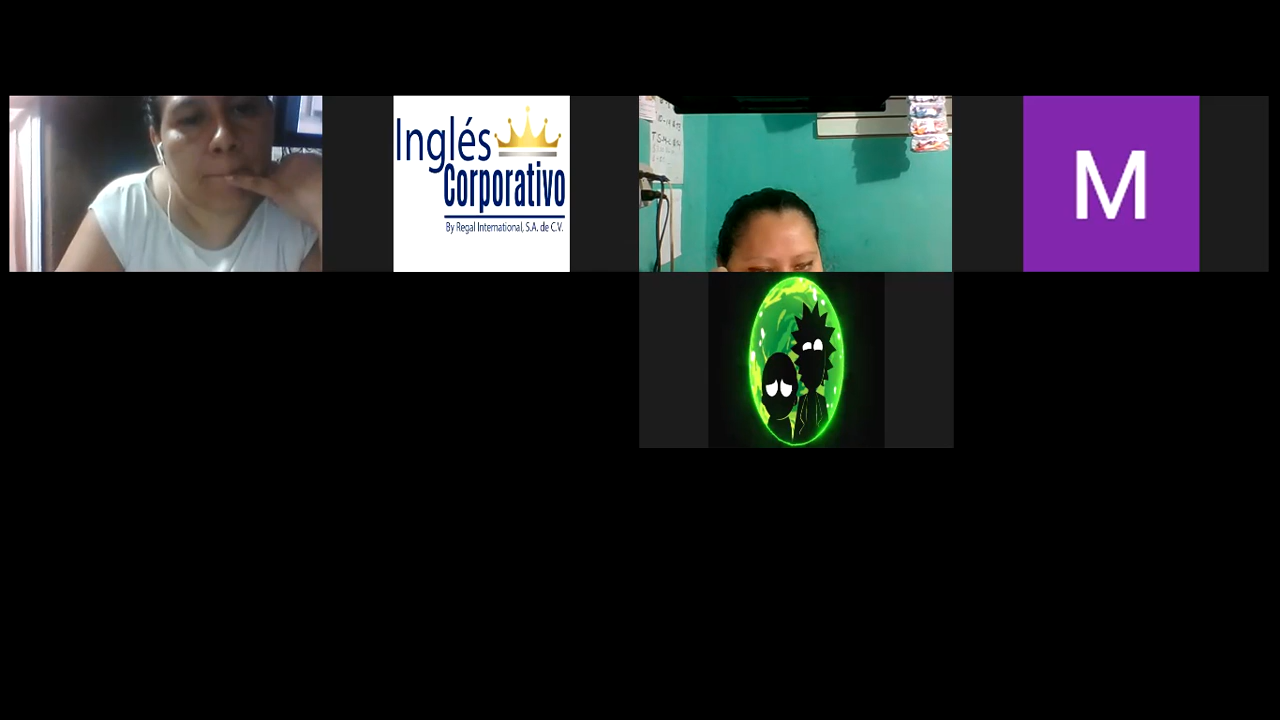 Inglés
Corporativo
By Regal International, S.A. de C.V.
M